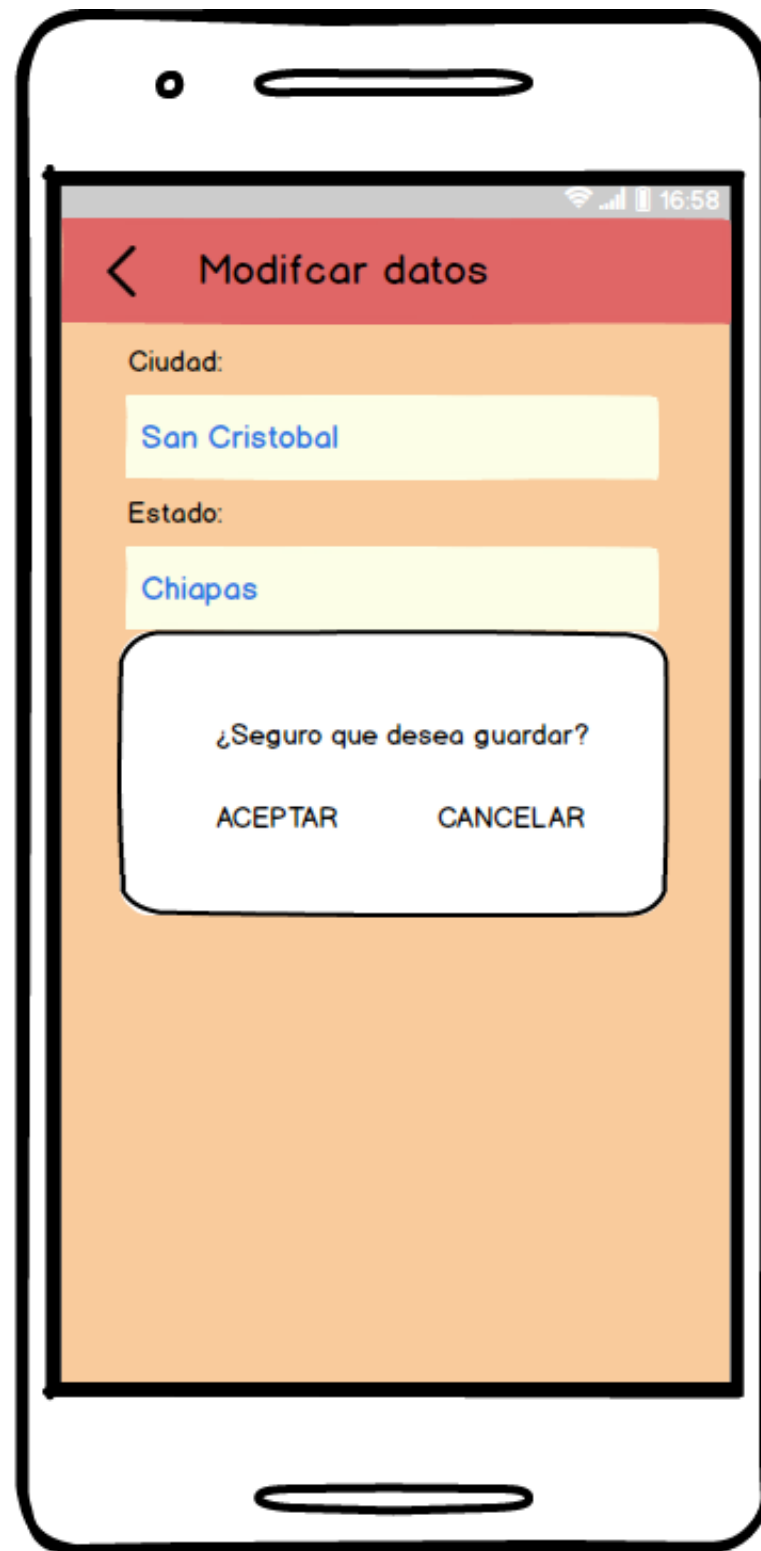 16:58
Modifcar datos
Ciudad:
San Cristobal
Estado:
Chiapas
¿Seguro que desea guardar?
ACEPTAR CANCELAR